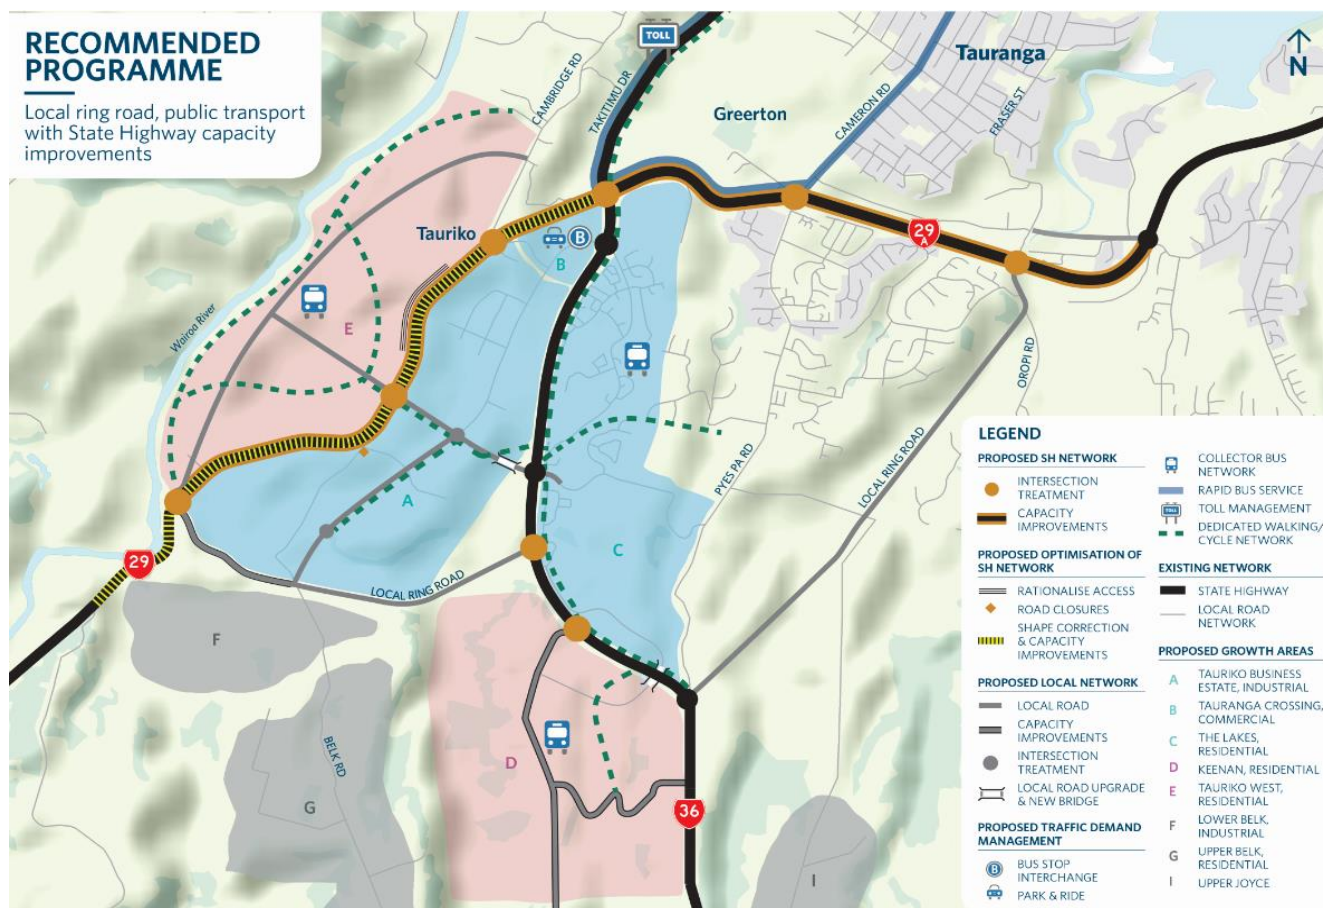 RECOMMENDED
PROGRAMME
Local ring road, public transport
with State Highway capacity
improvements
TOLL
N
Tauranga
Greerton
CAMBRIDGE RD
TAKITIMU DR
CAMERON RD
FRASER ST
Tauriko
B
B
29
A
Wairoa River
E
OROPI RD
PYES PA RD
LOCAL RING ROAD
A
C
29
LOCAL RING ROAD
F
BELK RD
D
G
36
I
LEGEND
PROPOSED SH NETWORK
INTERSECTION
TREATMENT
CAPACITY
IMPROVEMENTS
PROPOSED OPTIMISATION OF
SH NETWORK
RATIONALISE ACCESS
ROAD CLOSURES
SHAPE CORRECTION
& CAPACITY
IMPROVEMENTS
PROPOSED LOCAL NETWORK
LOCAL ROAD
CAPACITY
IMPROVEMENTS
INTERSECTION
TREATMENT
LOCAL ROAD UPGRADE
& NEW BRIDGE
PROPOSED TRAFFIC DEMAND
MANAGEMENT
B BUS STOP
INTERCHANGE
PARK & RIDE
COLLECTOR BUS
NETWORK
RAPID BUS SERVICE
TOLL TOLL MANAGEMENT
DEDICATED WALKING/
CYCLE NETWORK
EXISTING NETWORK
STATE HIGHWAY
LOCAL ROAD
NETWORK
PROPOSED GROWTH AREAS
A TAURIKO BUSINESS
ESTATE, INDUSTRIAL
B TAURANGA CROSSING,
COMMERCIAL
C THE LAKES,
RESIDENTIAL
D KEENAN, RESIDENTIAL
E TAURIKO WEST,
RESIDENTIAL
F LOWER BELK,
INDUSTRIAL
G UPPER BELK,
RESIDENTIAL
I UPPER JOYCE